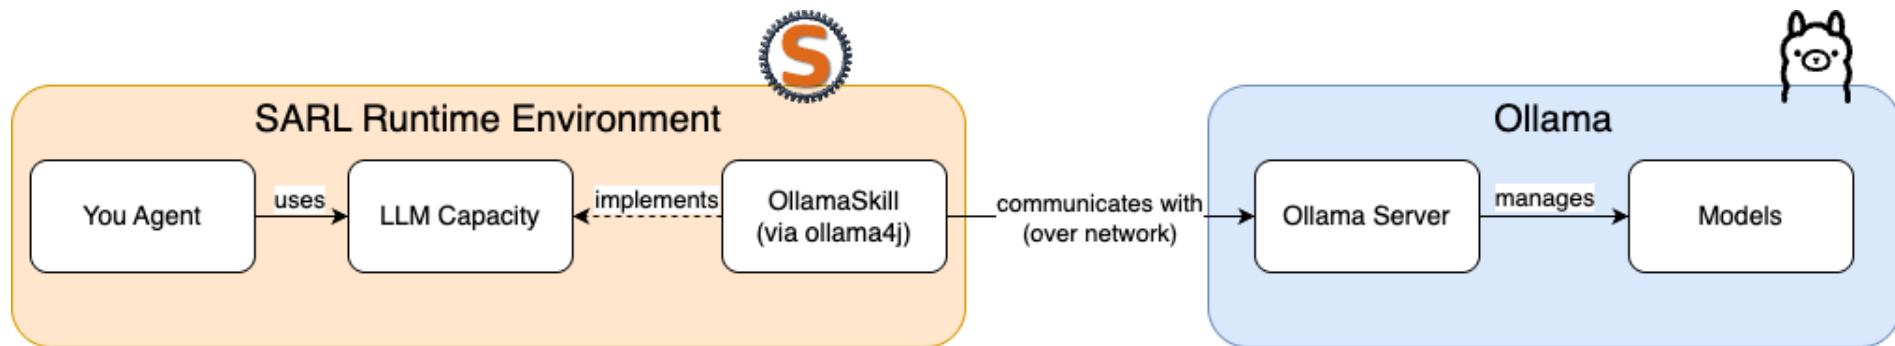 S
SARL Runtime Environment
You Agent
uses
LLM Capacity
implements
OllamaSkill
(via ollama4j)
communicates with
(over network)
Ollama
Ollama Server
manages
Models